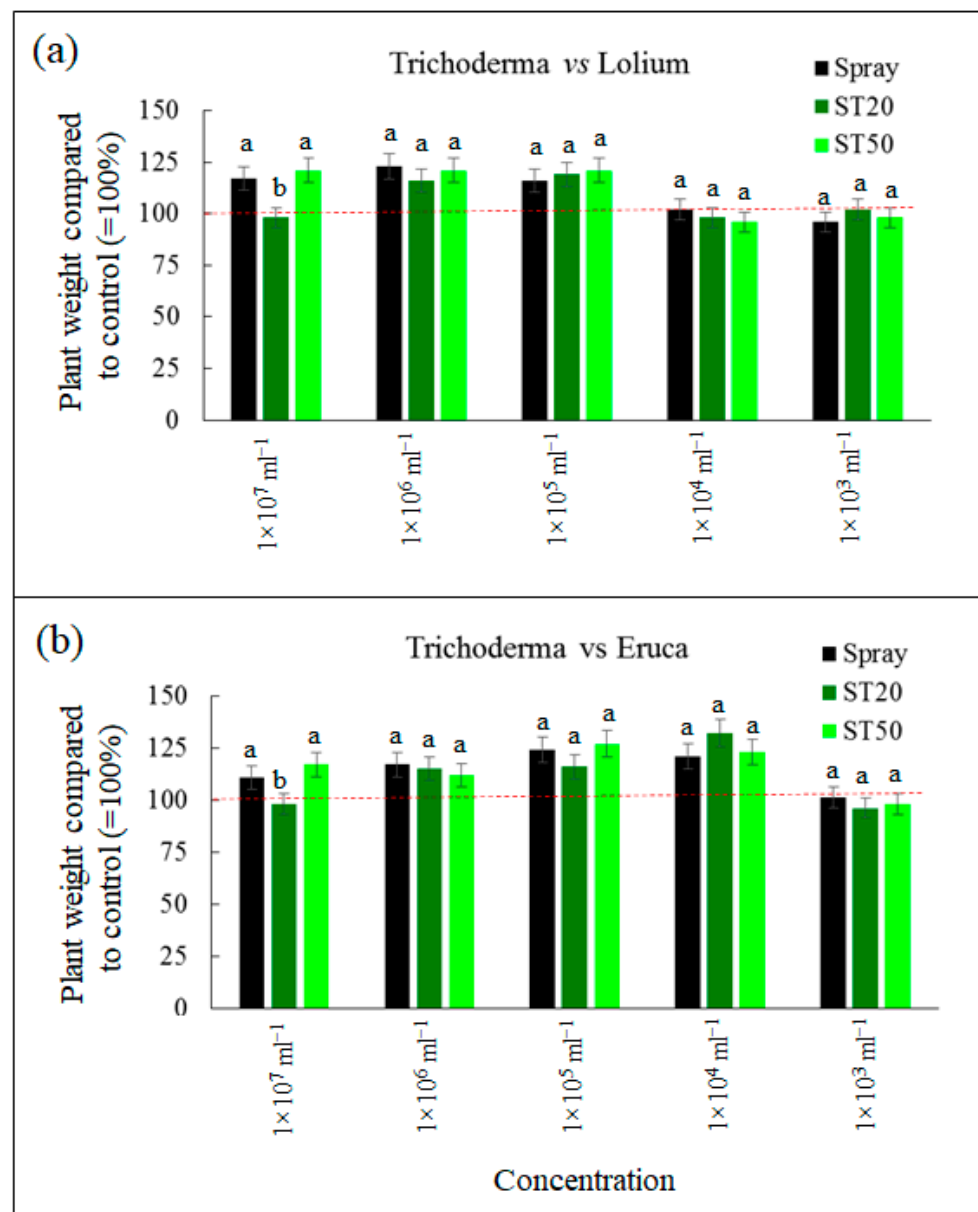 (a)
Trichoderma vs Lolium
Spray
ST20
ST50
Plant weight compared
to control (=100%)
150
125
100
75
50
25
0
a b a
a a a
a a a
a a a
a a a
1×10⁷ ml⁻¹
1×10⁶ ml⁻¹
1×10⁵ ml⁻¹
1×10⁴ ml⁻¹
1×10³ ml⁻¹
(b)
Trichoderma vs Eruca
Spray
ST20
ST50
Plant weight compared
to control (=100%)
150
125
100
75
50
25
0
a b a
a a a
a a a
a a a
a a a
1×10⁷ ml⁻¹
1×10⁶ ml⁻¹
1×10⁵ ml⁻¹
1×10⁴ ml⁻¹
1×10³ ml⁻¹
Concentration